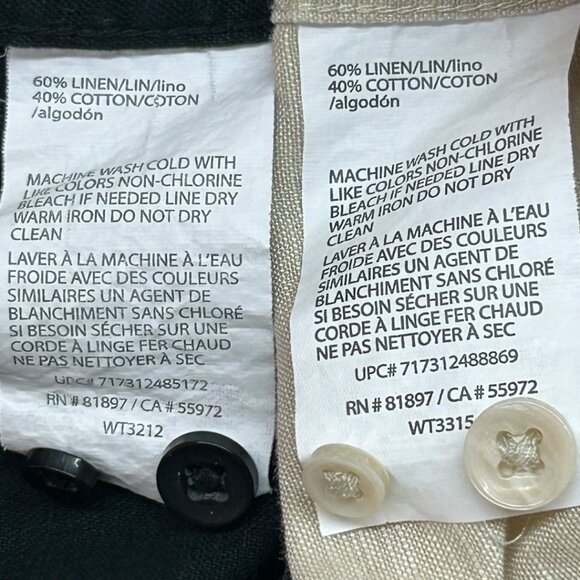 60% LINEN/LIN/lino
40% COTTON/COTON
/algodón
MACHINE WASH COLD WITH
LIKE COLORS NON-CHLORINE
BLEACH IF NEEDED LINE DRY
WARM IRON DO NOT DRY
CLEAN
LAVER À LA MACHINE À L'EAU
FROIDE AVEC DES COULEURS
SIMILAIRES UN AGENT DE
BLANCHIMENT SANS CHLORÉ
SI BESOIN SÉCHER SUR UNE
CORDE À LINGE FER CHAUD
NE PAS NETTOYER À SEC
UPC# 717312485172
RN # 81897 / CA # 55972
WT3212
60% LINEN/LIN/lino
40% COTTON/COTON
/algodón
MACHINE WASH COLD WITH
LIKE COLORS NON-CHLORINE
BLEACH IF NEEDED LINE DRY
WARM IRON DO NOT DRY
CLEAN
LAVER À LA MACHINE À L'EAU
FROIDE AVEC DES COULEURS
SIMILAIRES UN AGENT DE
BLANCHIMENT SANS CHLORÉ
SI BESOIN SÉCHER SUR UNE
CORDE À LINGE FER CHAUD
NE PAS NETTOYER À SEC
UPC# 717312488869
RN # 81897 / CA # 55972
WT3315